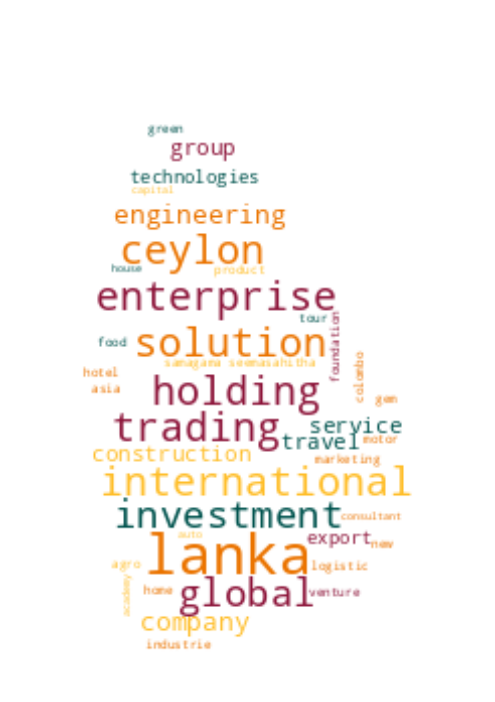 green
group
technologies
capital
engineering
ceylon
house product
enterprise
tour
foundation
food solution
samagama seemasahitha
colombo
hotel
asia holding gem
trading service
travel motor
construction marketing
international
investment consultant
auto
lanka export new
agro logistic
academy
home global venture
company
industrie